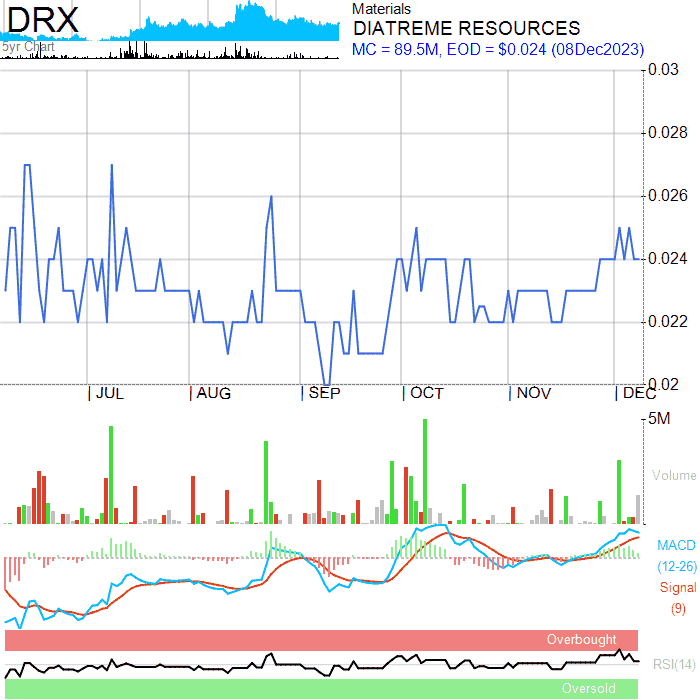 DRX
5yr Chart
Materials
DIATREME RESOURCES
MC = 89.5M, EOD = $0.024 (08Dec2023)
0.03
0.028
0.026
0.024
0.022
0.02
JUL AUG SEP OCT NOV DEC
5M
Volume
MACD
(12-26)
Signal
(9)
Overbought
RSI(14)
Oversold